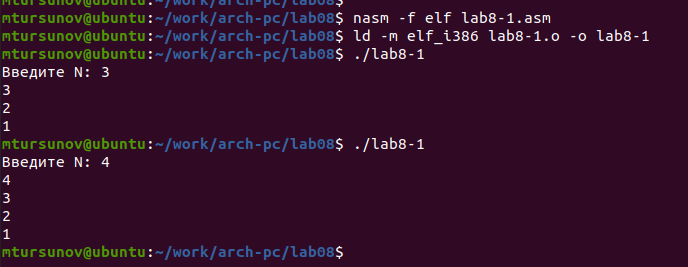 mtursunov@ubuntu:~/work/arch-pc/lab08$
mtursunov@ubuntu:~/work/arch-pc/lab08$ nasm -f elf lab8-1.asm
mtursunov@ubuntu:~/work/arch-pc/lab08$ ld -m elf_i386 lab8-1.o -o lab8-1
mtursunov@ubuntu:~/work/arch-pc/lab08$ ./lab8-1
Введите N: 3
3
2
1
mtursunov@ubuntu:~/work/arch-pc/lab08$ ./lab8-1
Введите N: 4
4
3
2
1
mtursunov@ubuntu:~/work/arch-pc/lab08$